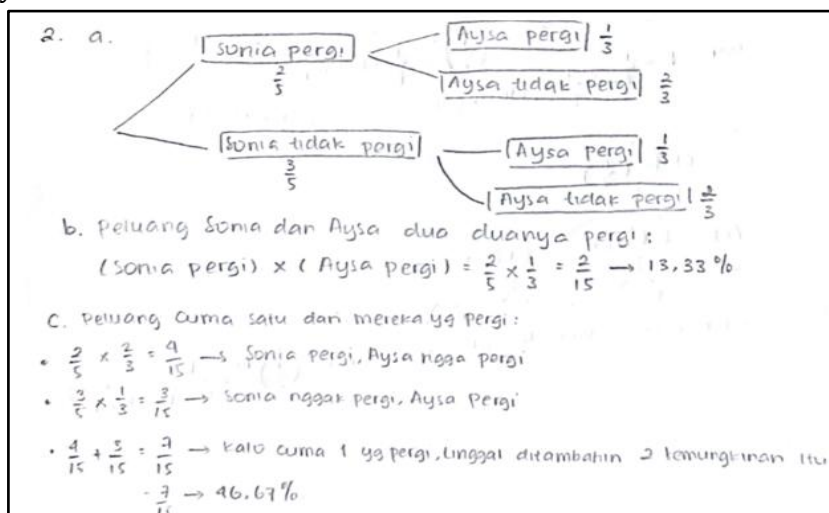 2. a. Sonia pergi 2/5 Aysa pergi 1/3
Aysa tidak pergi 2/3
Sonia tidak pergi 3/5 Aysa pergi 1/3
Aysa tidak pergi 2/3
b. Peluang Sonia dan Aysa dua duanya pergi :
(Sonia pergi) x (Aysa pergi) = 2/5 x 1/3 = 2/15 → 13,33 %
C. Peluang cuma satu dari mereka yg pergi :
• 2/5 x 2/3 = 4/15 → Sonia pergi, Aysa ngga pergi
• 3/5 x 1/3 = 3/15 → Sonia nggak pergi, Aysa Pergi
• 4/15 + 3/15 = 7/15 → kalo cuma 1 yg pergi, tinggal ditambahin 2 kemungkinan itu
7/15 → 46,67 %